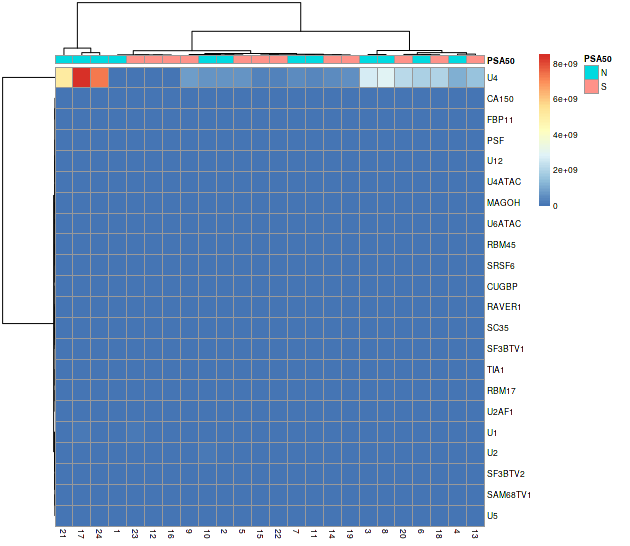 PSA50
U4
CA150
FBP11
PSF
U12
U4ATAC
MAGOH
U6ATAC
RBM45
SRSF6
CUGBP
RAVER1
SC35
SF3BTV1
TIA1
RBM17
U2AF1
U1
U2
SF3BTV2
SAM68TV1
U5
21 17 24 1 23 12 16 9 10 2 5 15 22 7 11 14 19 3 8 20 6 18 4 13
8e+09
6e+09
4e+09
2e+09
0
PSA50
N
S